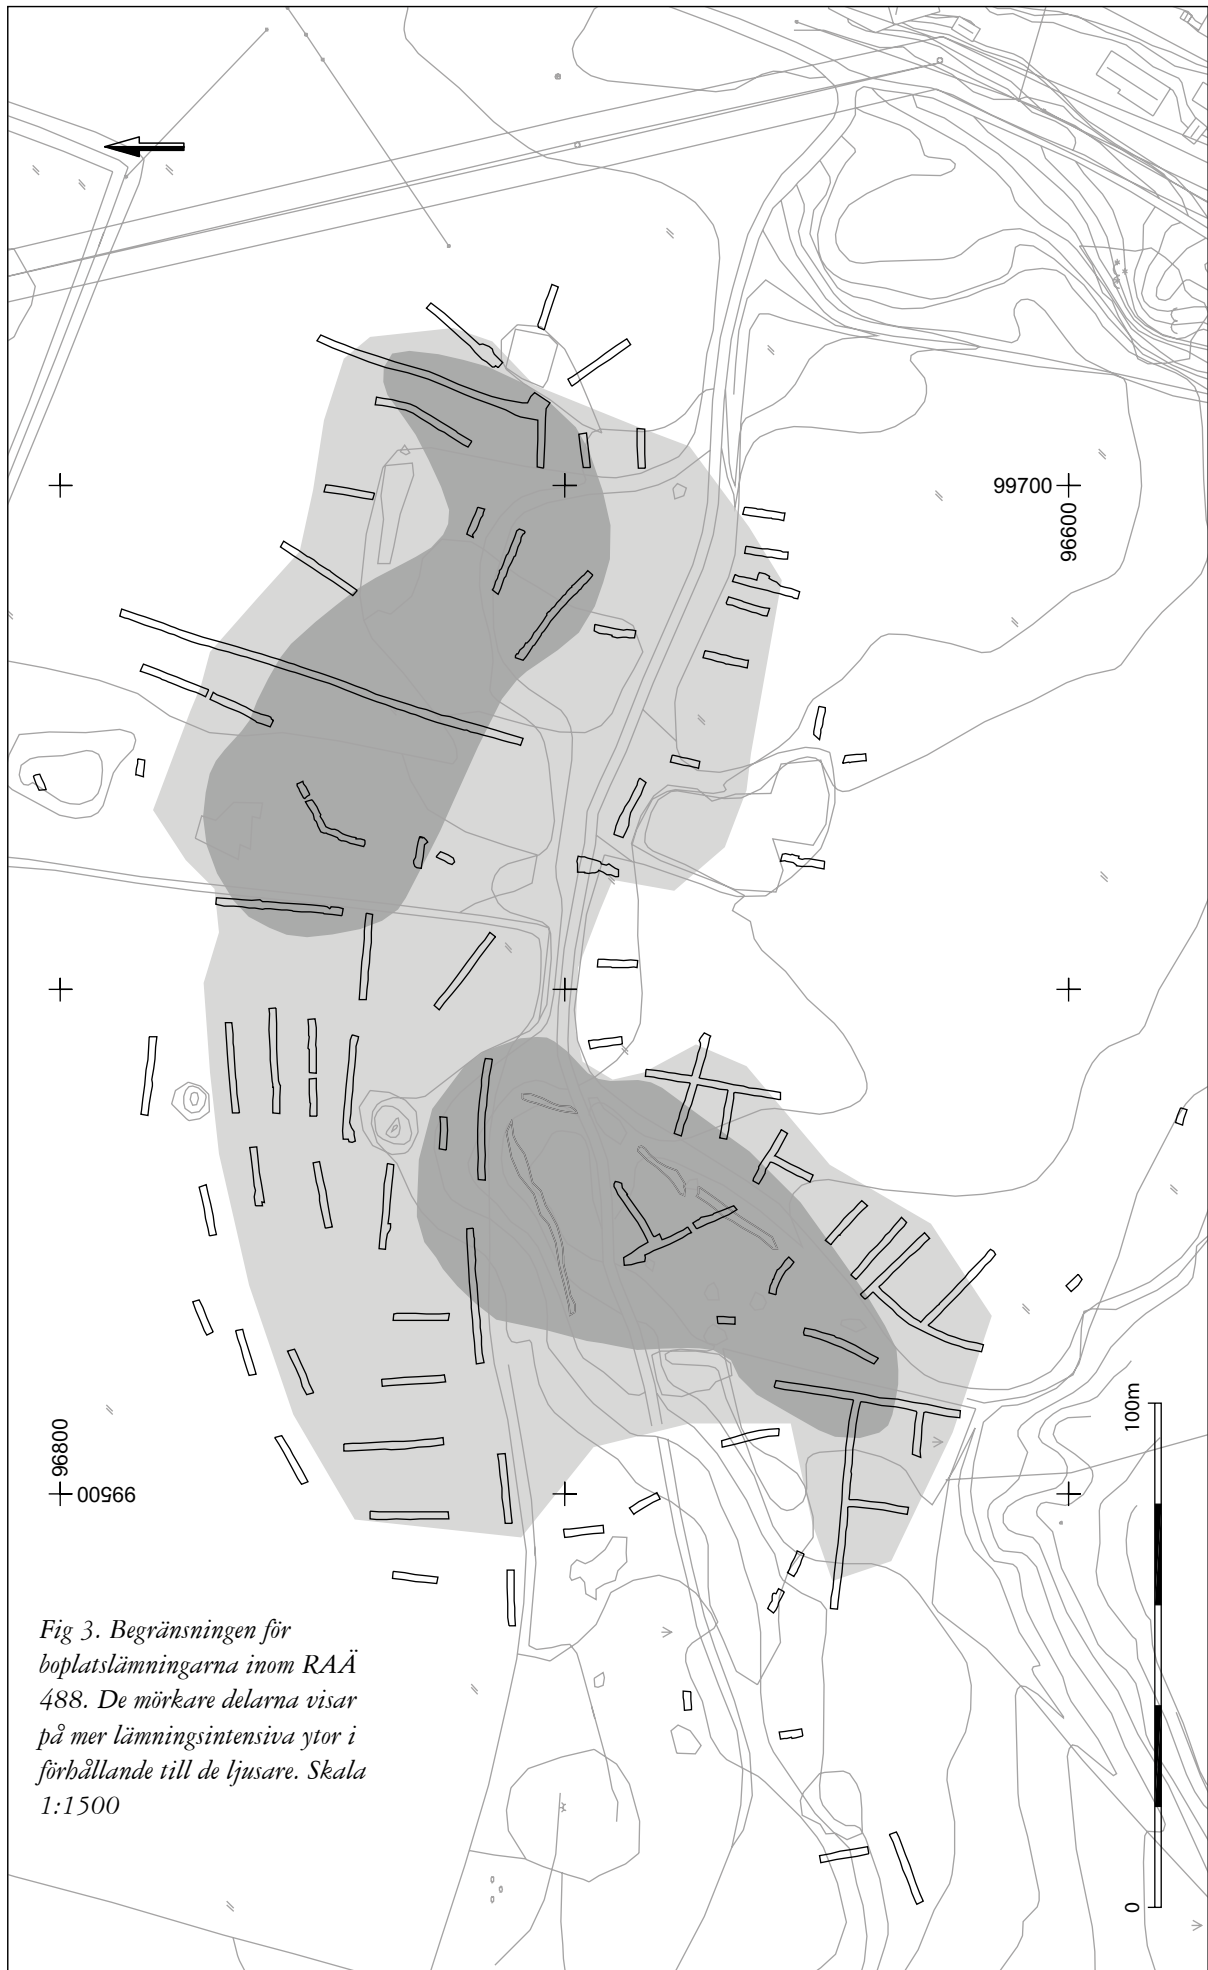 99700
96600
96800
99500
100m
0
Fig 3. Begränsningen för
boplatslämningarna inom RAÄ
488. De mörkare delarna visar
på mer lämningsintensiva ytor i
förhållande till de ljusare. Skala
1:1500